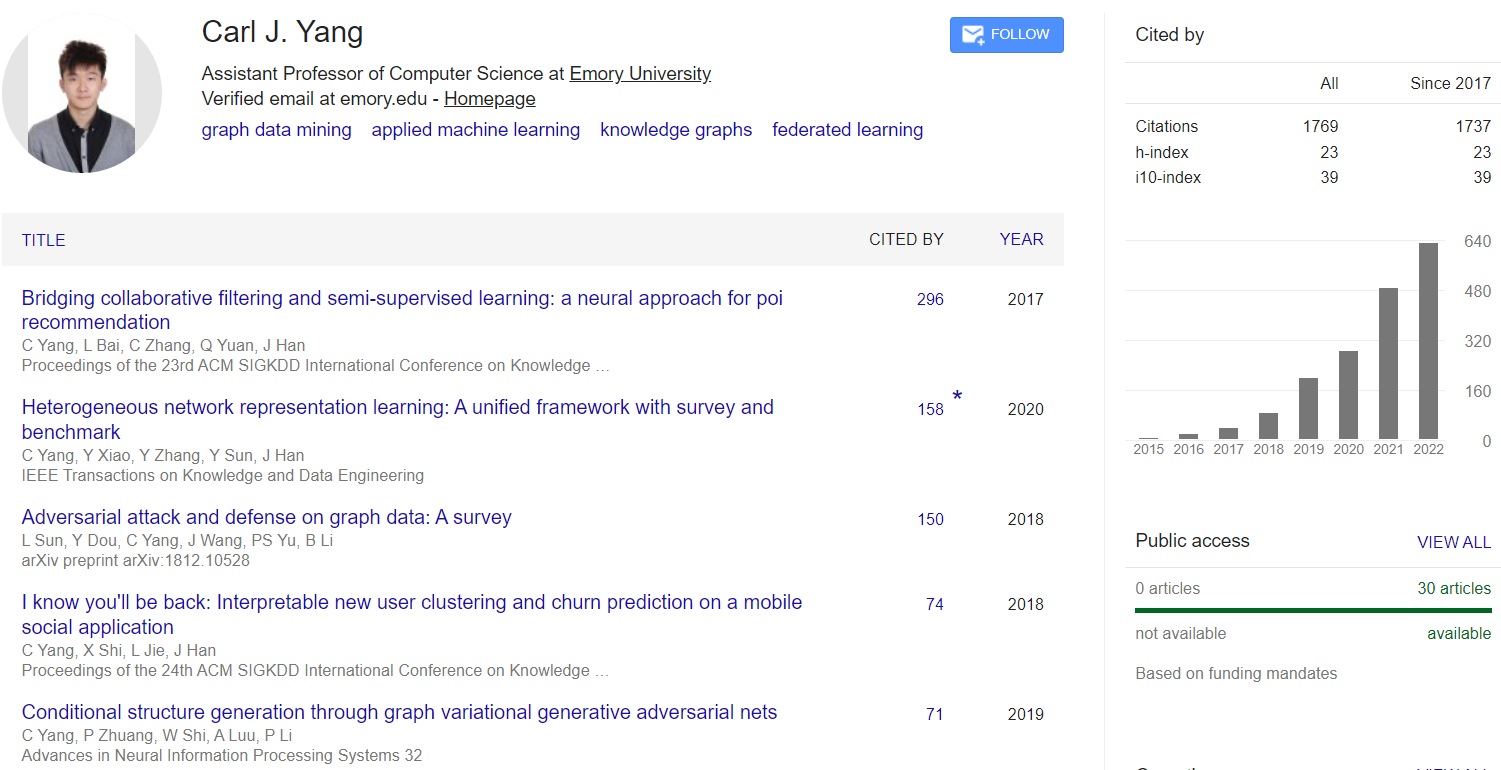 Carl J. Yang
FOLLOW
Assistant Professor of Computer Science at Emory University
Verified email at emory.edu - Homepage
graph data mining applied machine learning knowledge graphs federated learning
TITLE CITED BY YEAR
Bridging collaborative filtering and semi-supervised learning: a neural approach for poi 296 2017
recommendation
C Yang, L Bai, C Zhang, Q Yuan, J Han
Proceedings of the 23rd ACM SIGKDD International Conference on Knowledge ...
Heterogeneous network representation learning: A unified framework with survey and 158 * 2020
benchmark
C Yang, Y Xiao, Y Zhang, Y Sun, J Han
IEEE Transactions on Knowledge and Data Engineering
Adversarial attack and defense on graph data: A survey 150 2018
L Sun, Y Dou, C Yang, J Wang, PS Yu, B Li
arXiv preprint arXiv:1812.10528
I know you'll be back: Interpretable new user clustering and churn prediction on a mobile 74 2018
social application
C Yang, X Shi, L Jie, J Han
Proceedings of the 24th ACM SIGKDD International Conference on Knowledge ...
Conditional structure generation through graph variational generative adversarial nets 71 2019
C Yang, P Zhuang, W Shi, A Luu, P Li
Advances in Neural Information Processing Systems 32
Cited by
All Since 2017
Citations 1769 1737
h-index 23 23
i10-index 39 39
640
480
320
160
0
2015 2016 2017 2018 2019 2020 2021 2022
Public access VIEW ALL
0 articles 30 articles
not available available
Based on funding mandates